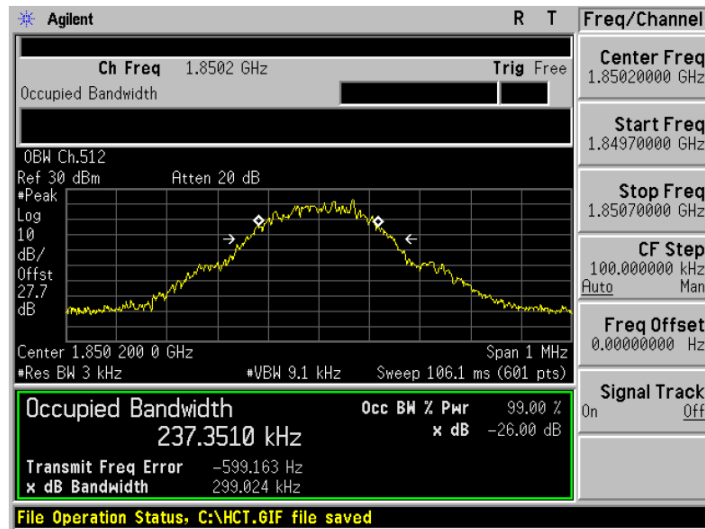 Agilent R T
Ch Freq 1.8502 GHz Trig Free
Occupied Bandwidth
OBW Ch.512
Ref 30 dBm Atten 20 dB
#Peak
Log
10
dB/
Offst
27.7
dB
Center 1.850 200 0 GHz Span 1 MHz
#Res BW 3 kHz #VBW 9.1 kHz Sweep 106.1 ms (601 pts)
Occupied Bandwidth Occ BW % Pwr 99.00 %
237.3510 kHz x dB -26.00 dB
Transmit Freq Error -599.163 Hz
x dB Bandwidth 299.024 kHz
File Operation Status, C:\HCT.GIF file saved
Freq/Channel
Center Freq
1.85020000 GHz
Start Freq
1.84970000 GHz
Stop Freq
1.85070000 GHz
CF Step
100.000000 kHz
Auto Man
Freq Offset
0.00000000 Hz
Signal Track
On Off